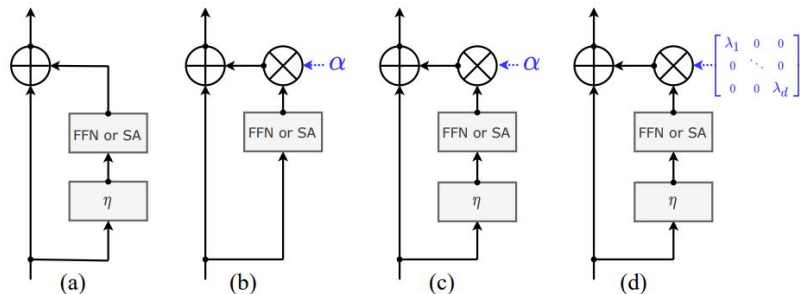 α
α
λ₁ 0 0
0 ⋱ 0
0 0 λ_d
FFN or SA
FFN or SA
FFN or SA
FFN or SA
η
η
η
(a)
(b)
(c)
(d)